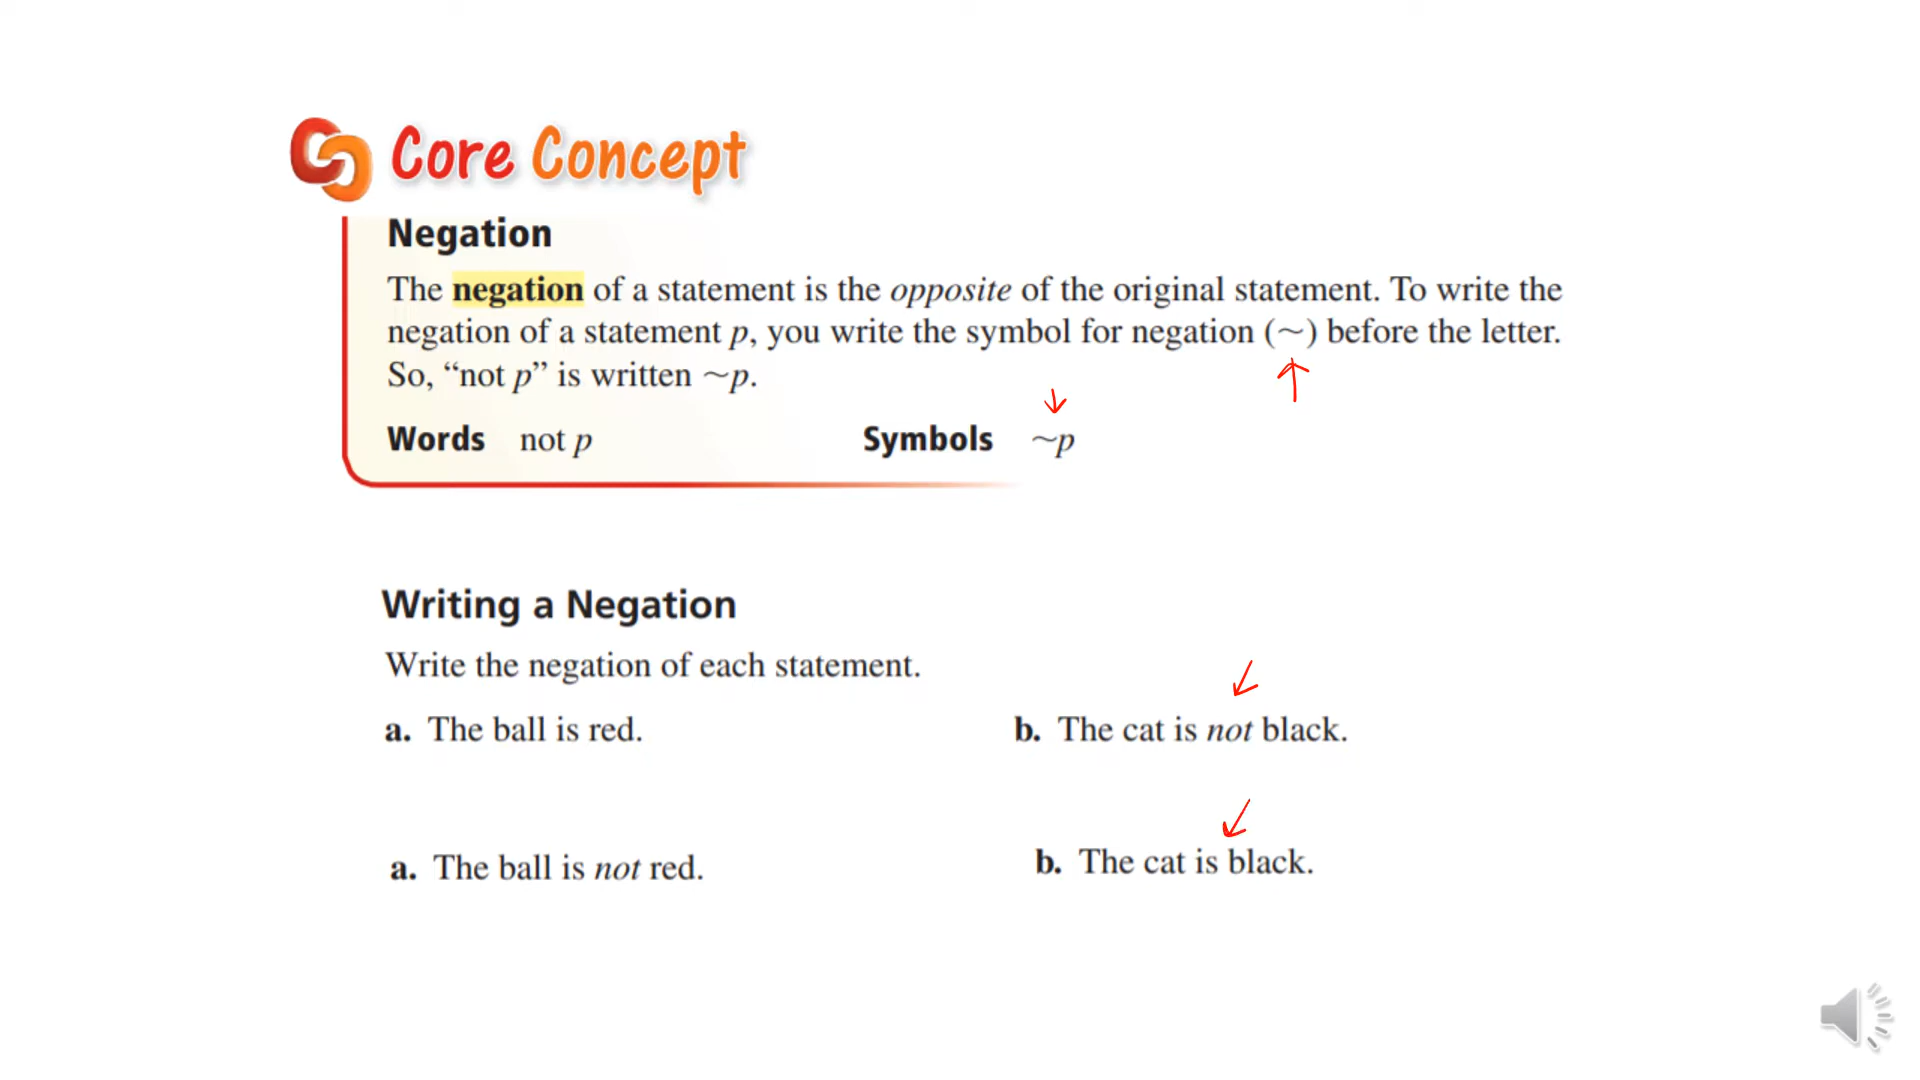 Core Concept
Negation
The negation of a statement is the opposite of the original statement. To write the
negation of a statement p, you write the symbol for negation (~) before the letter.
So, “not p” is written ~p.
Words not p Symbols ~p
Writing a Negation
Write the negation of each statement.
a. The ball is red. b. The cat is not black.
a. The ball is not red. b. The cat is black.